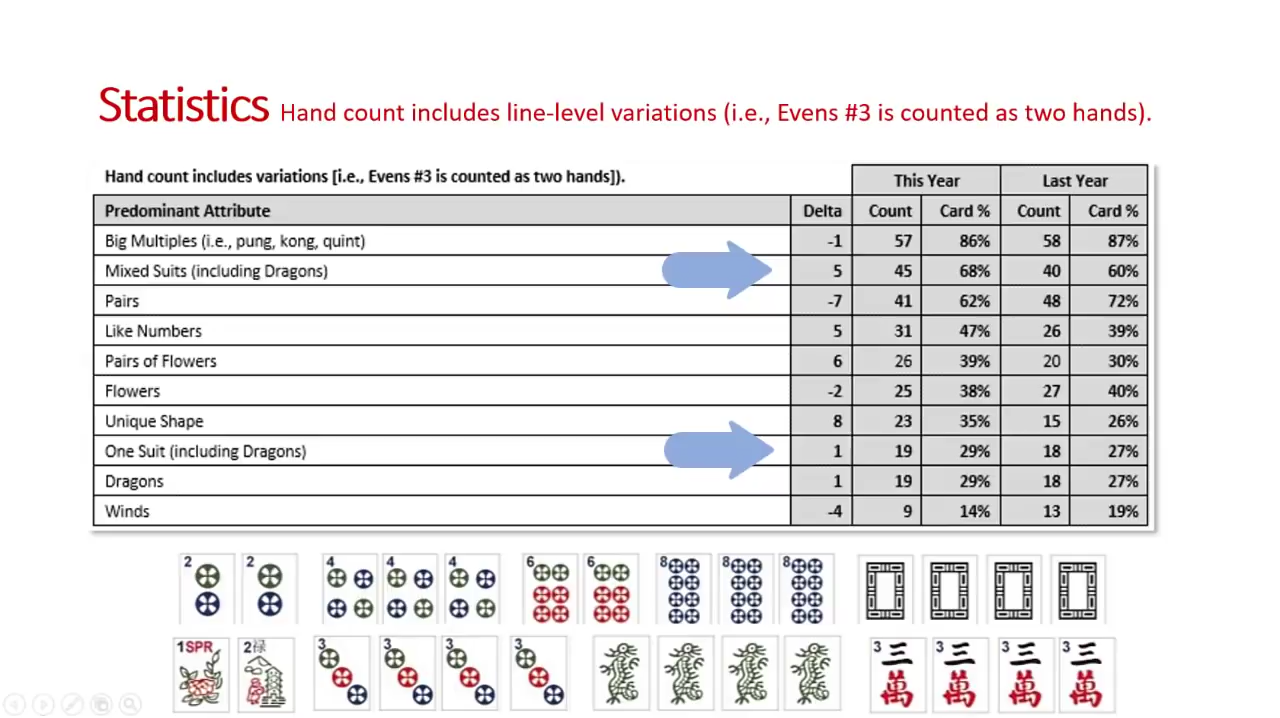 Statistics Hand count includes line-level variations (i.e., Evens #3 is counted as two hands).
Hand count includes variations [i.e., Evens #3 is counted as two hands]). This Year Last Year
Predominant Attribute Delta Count Card % Count Card %
Big Multiples (i.e., pung, kong, quint) -1 57 86% 58 87%
Mixed Suits (including Dragons) 5 45 68% 40 60%
Pairs -7 41 62% 48 72%
Like Numbers 5 31 47% 26 39%
Pairs of Flowers 6 26 39% 20 30%
Flowers -2 25 38% 27 40%
Unique Shape 8 23 35% 15 26%
One Suit (including Dragons) 1 19 29% 18 27%
Dragons 1 19 29% 18 27%
Winds -4 9 14% 13 19%
2 2 4 4 4 6 6 8 8 8
1 SPR 2 祿 3 3 3 3 3 三萬 3 三萬 3 三萬 3 三萬